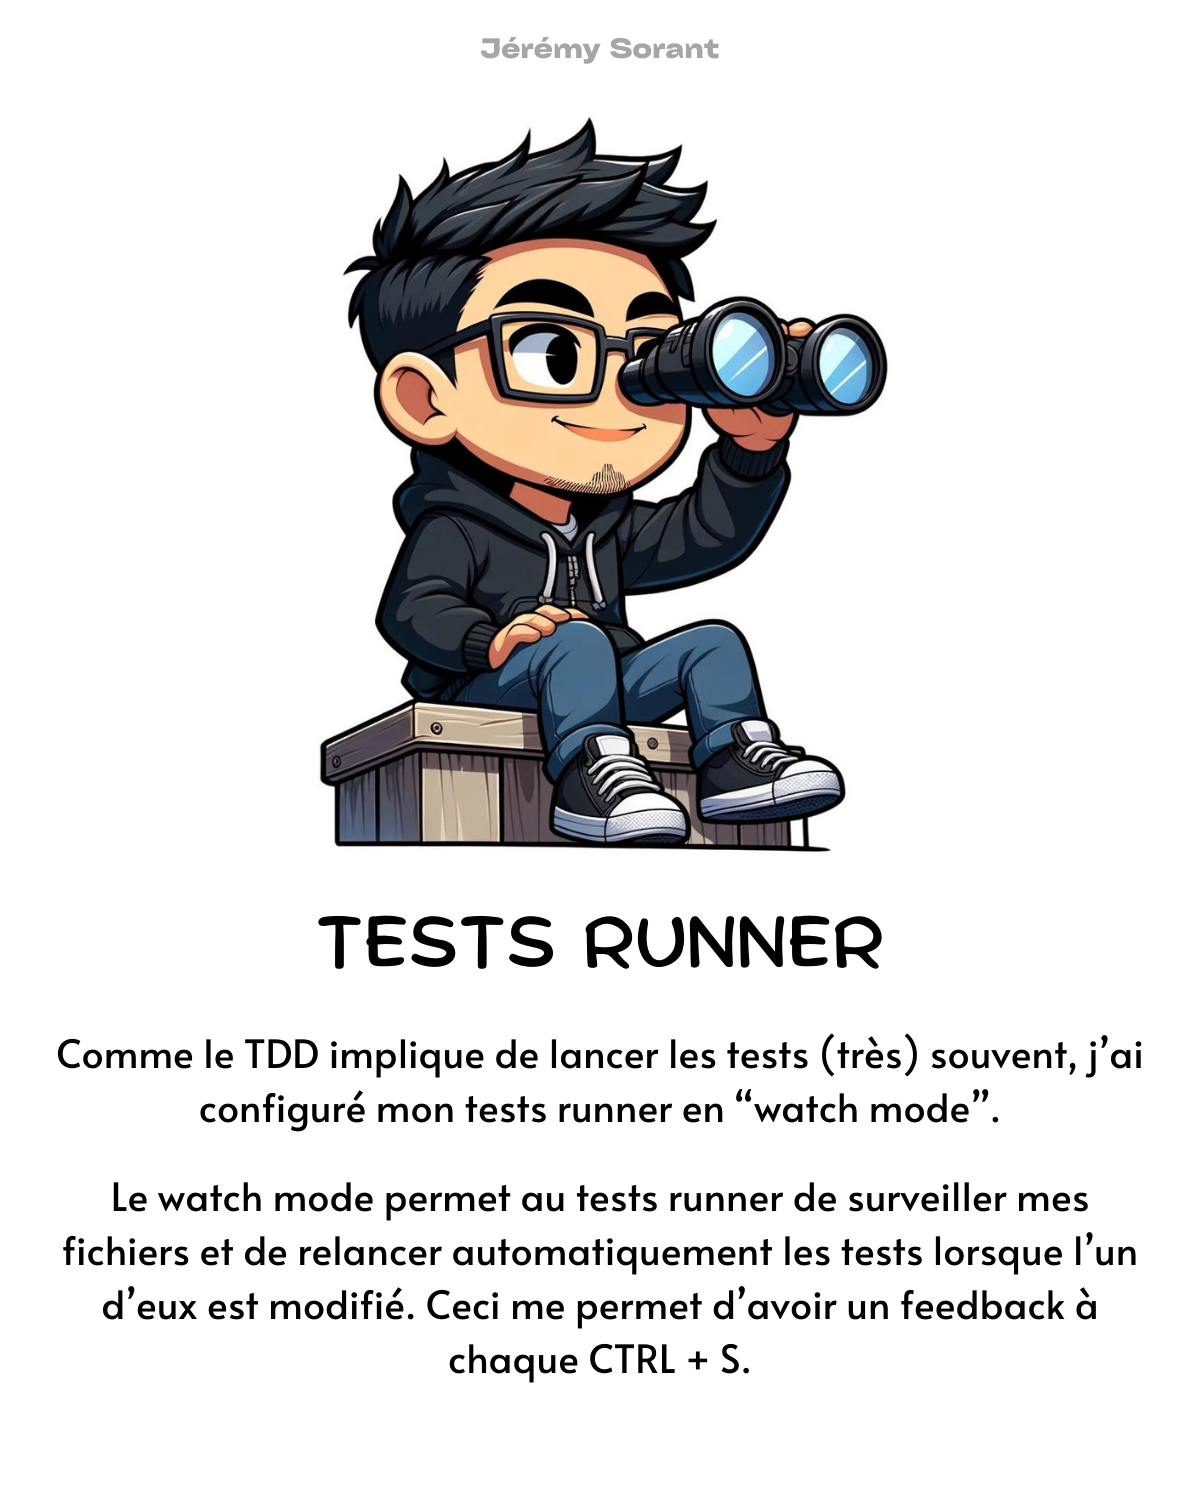 Jérémy Sorant
TESTS RUNNER
Comme le TDD implique de lancer les tests (très) souvent, j’ai
configuré mon tests runner en “watch mode”.
Le watch mode permet au tests runner de surveiller mes
fichiers et de relancer automatiquement les tests lorsque l’un
d’eux est modifié. Ceci me permet d’avoir un feedback à
chaque CTRL + S.